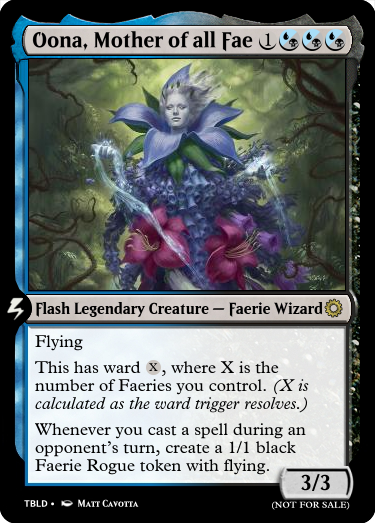 Oona, Mother of all Fae 1
Flash Legendary Creature — Faerie Wizard
Flying
This has ward X, where X is the
number of Faeries you control. (X is
calculated as the ward trigger resolves.)
Whenever you cast a spell during an
opponent's turn, create a 1/1 black
Faerie Rogue token with flying.
3/3
TBLD • Matt Cavotta
(NOT FOR SALE)